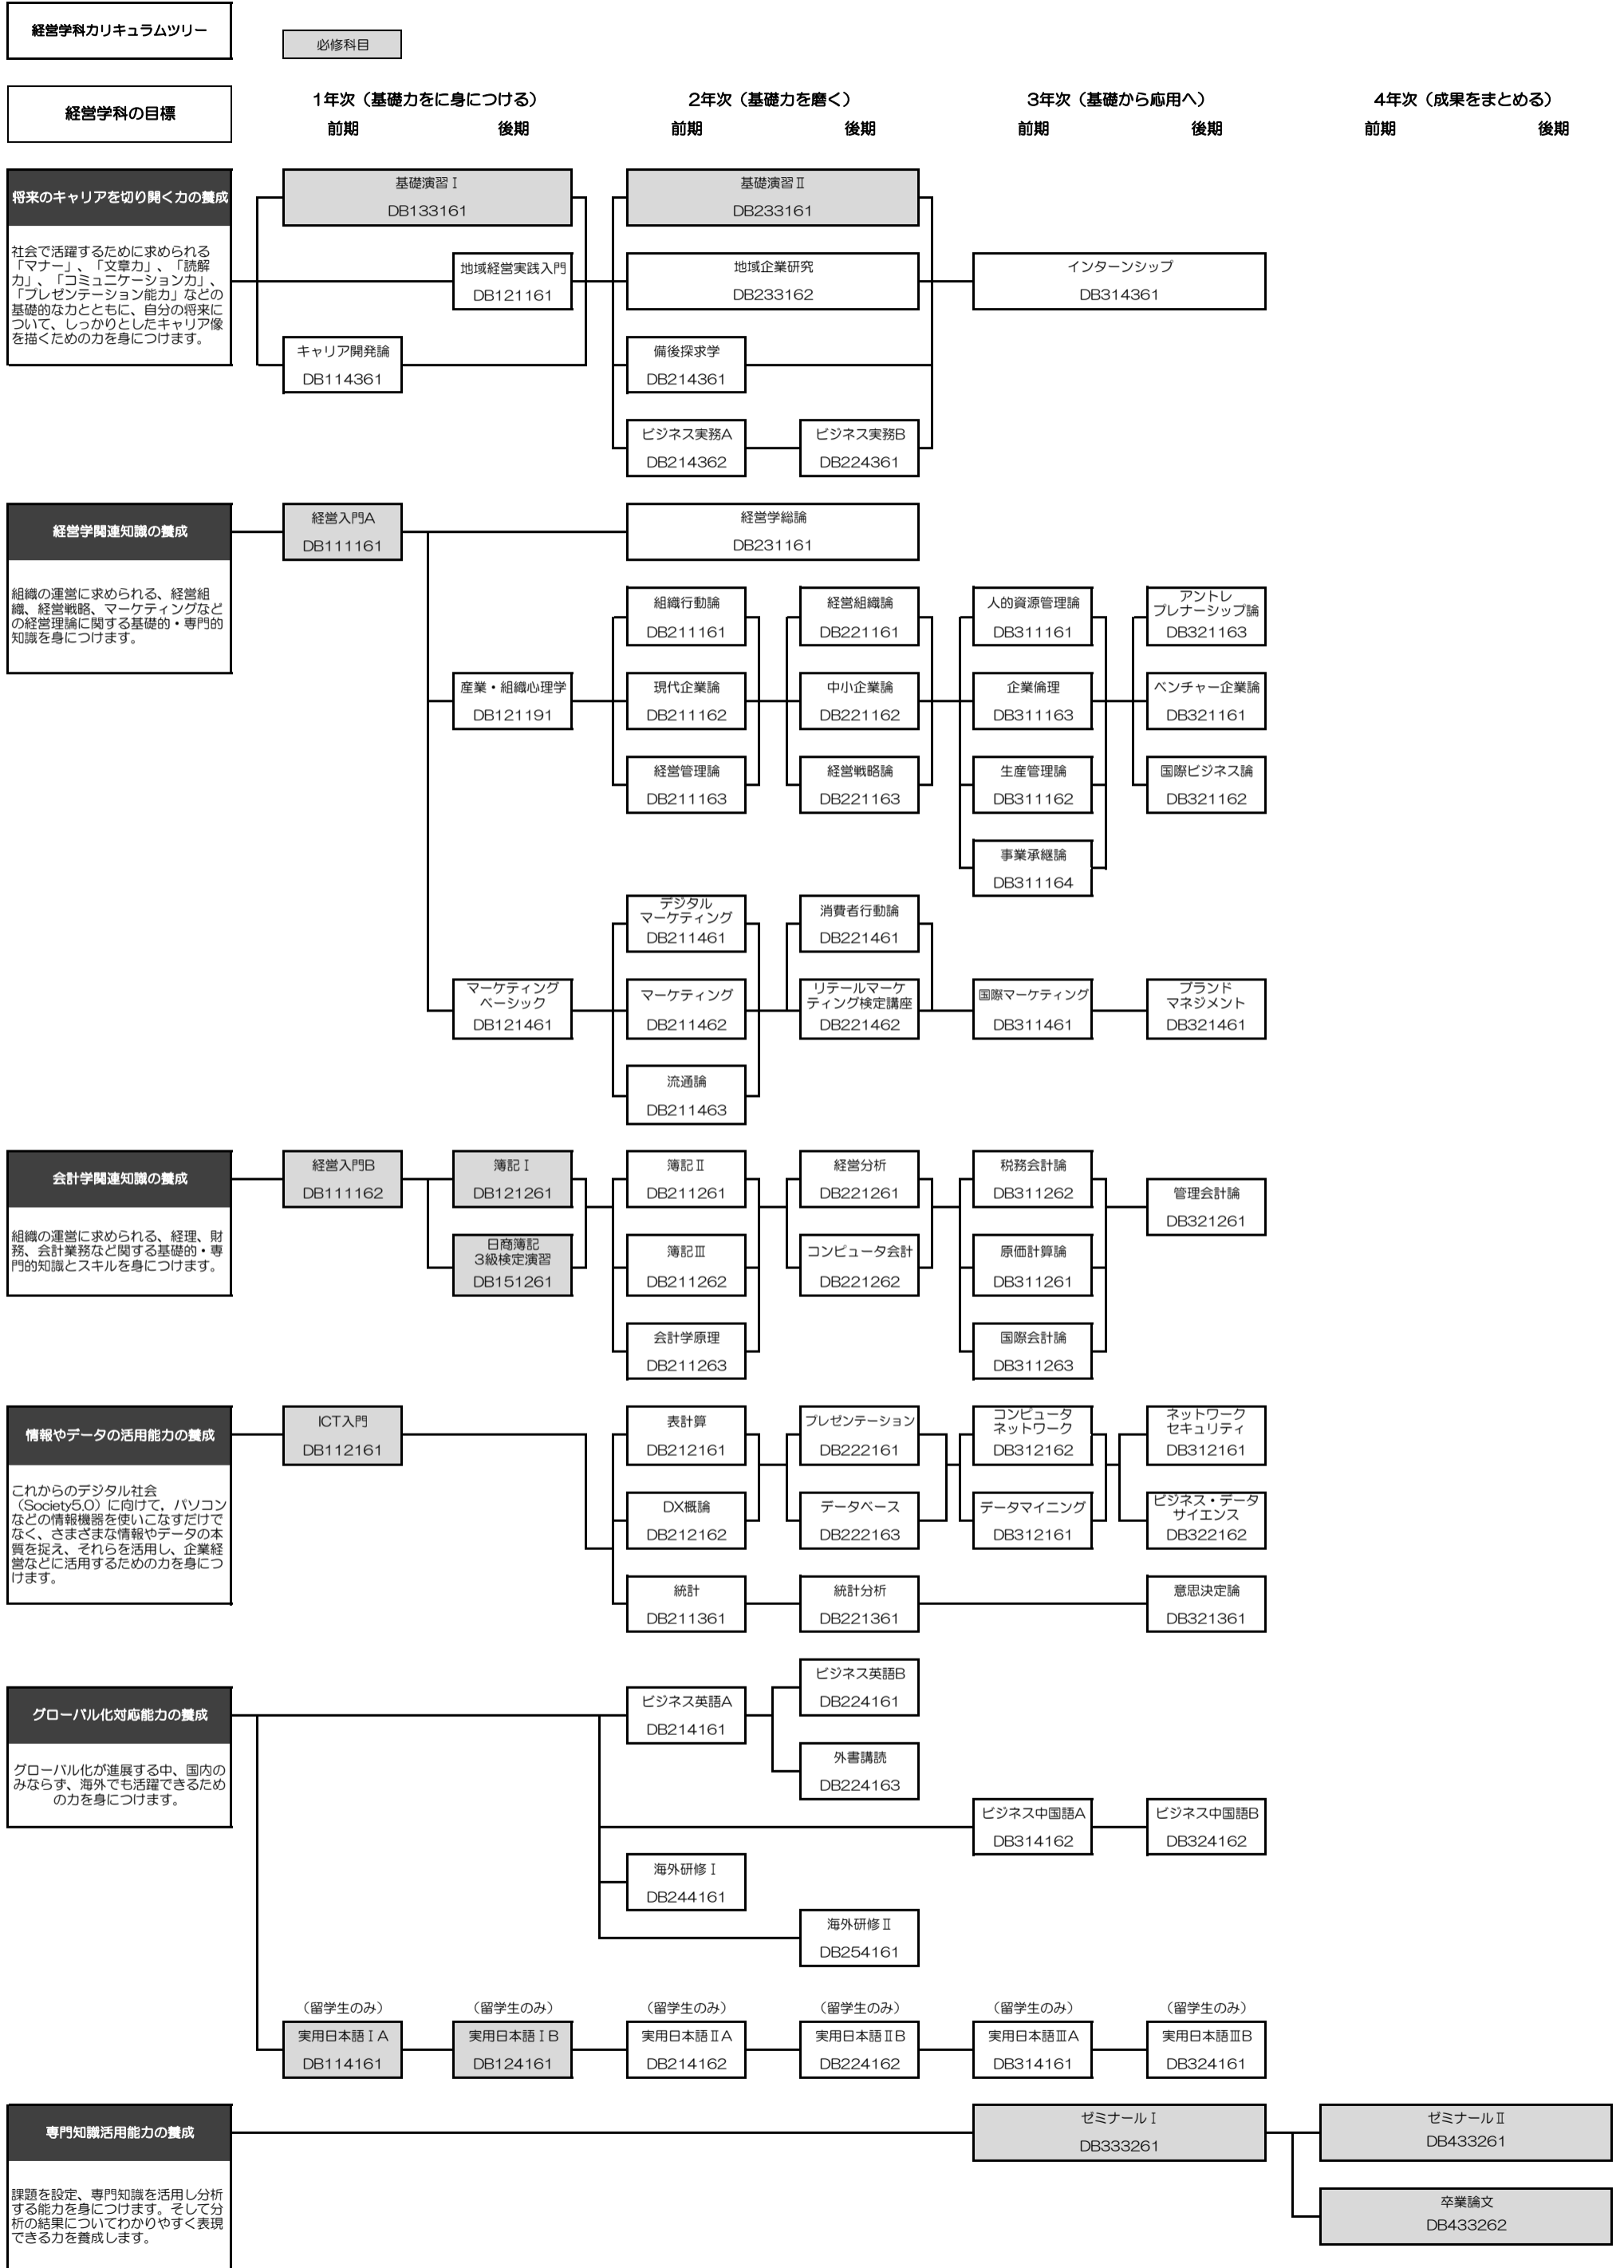 経営学科カリキュラムツリー
必修科目
経営学科の目標
1年次（基礎力をに身につける）
2年次（基礎力を磨く）
3年次（基礎から応用へ）
4年次（成果をまとめる）
前期
後期
前期
後期
前期
後期
前期
後期
将来のキャリアを切り開く力の養成
社会で活躍するために求められる
「マナー」、「文章力」、「読解
力」、「コミュニケーション力」、
「プレゼンテーション能力」などの
基礎的な力とともに、自分の将来に
ついて、しっかりとしたキャリア像
を描くための力を身につけます。
基礎演習Ⅰ
DB133161
基礎演習Ⅱ
DB233161
地域経営実践入門
DB121161
地域企業研究
DB233162
インターンシップ
DB314361
キャリア開発論
DB114361
備後探求学
DB214361
ビジネス実務A
DB214362
ビジネス実務B
DB224361
経営学関連知識の養成
組織の運営に求められる、経営組
織、経営戦略、マーケティングなど
の経営理論に関する基礎的・専門的
知識を身につけます。
経営入門A
DB111161
経営学総論
DB231161
組織行動論
DB211161
経営組織論
DB221161
人的資源管理論
DB311161
アントレ
プレナーシップ論
DB321163
産業・組織心理学
DB121191
現代企業論
DB211162
中小企業論
DB221162
企業倫理
DB311163
ベンチャー企業論
DB321161
経営管理論
DB211163
経営戦略論
DB221163
生産管理論
DB311162
国際ビジネス論
DB321162
事業承継論
DB311164
デジタル
マーケティング
DB211461
消費者行動論
DB221461
マーケティング
ベーシック
DB121461
マーケティング
DB211462
リテールマーケ
ティング検定講座
DB221462
国際マーケティング
DB311461
ブランド
マネジメント
DB321461
流通論
DB211463
会計学関連知識の養成
組織の運営に求められる、経理、財
務、会計業務など関する基礎的・専
門的知識とスキルを身につけます。
経営入門B
DB111162
簿記Ⅰ
DB121261
簿記Ⅱ
DB211261
経営分析
DB221261
税務会計論
DB311262
管理会計論
DB321261
日商簿記
3級検定演習
DB151261
簿記Ⅲ
DB211262
コンピュータ会計
DB221262
原価計算論
DB311261
会計学原理
DB211263
国際会計論
DB311263
情報やデータの活用能力の養成
これからのデジタル社会
（Society5.0）に向けて，パソコン
などの情報機器を使いこなすだけで
なく、さまざまな情報やデータの本
質を捉え、それらを活用し、企業経
営などに活用するための力を身につ
けます。
ICT入門
DB112161
表計算
DB212161
プレゼンテーション
DB222161
コンピュータ
ネットワーク
DB312162
ネットワーク
セキュリティ
DB312161
DX概論
DB212162
データベース
DB222163
データマイニング
DB312161
ビジネス・データ
サイエンス
DB322162
統計
DB211361
統計分析
DB221361
意思決定論
DB321361
グローバル化対応能力の養成
グローバル化が進展する中、国内の
みならず、海外でも活躍できるため
の力を身につけます。
ビジネス英語A
DB214161
ビジネス英語B
DB224161
外書講読
DB224163
ビジネス中国語A
DB314162
ビジネス中国語B
DB324162
海外研修Ⅰ
DB244161
海外研修Ⅱ
DB254161
（留学生のみ）
（留学生のみ）
（留学生のみ）
（留学生のみ）
（留学生のみ）
（留学生のみ）
実用日本語ⅠA
DB114161
実用日本語ⅠB
DB124161
実用日本語ⅡA
DB214162
実用日本語ⅡB
DB224162
実用日本語ⅢA
DB314161
実用日本語ⅢB
DB324161
専門知識活用能力の養成
課題を設定、専門知識を活用し分析
する能力を身につけます。そして分
析の結果についてわかりやすく表現
できる力を養成します。
ゼミナールⅠ
DB333261
ゼミナールⅡ
DB433261
卒業論文
DB433262